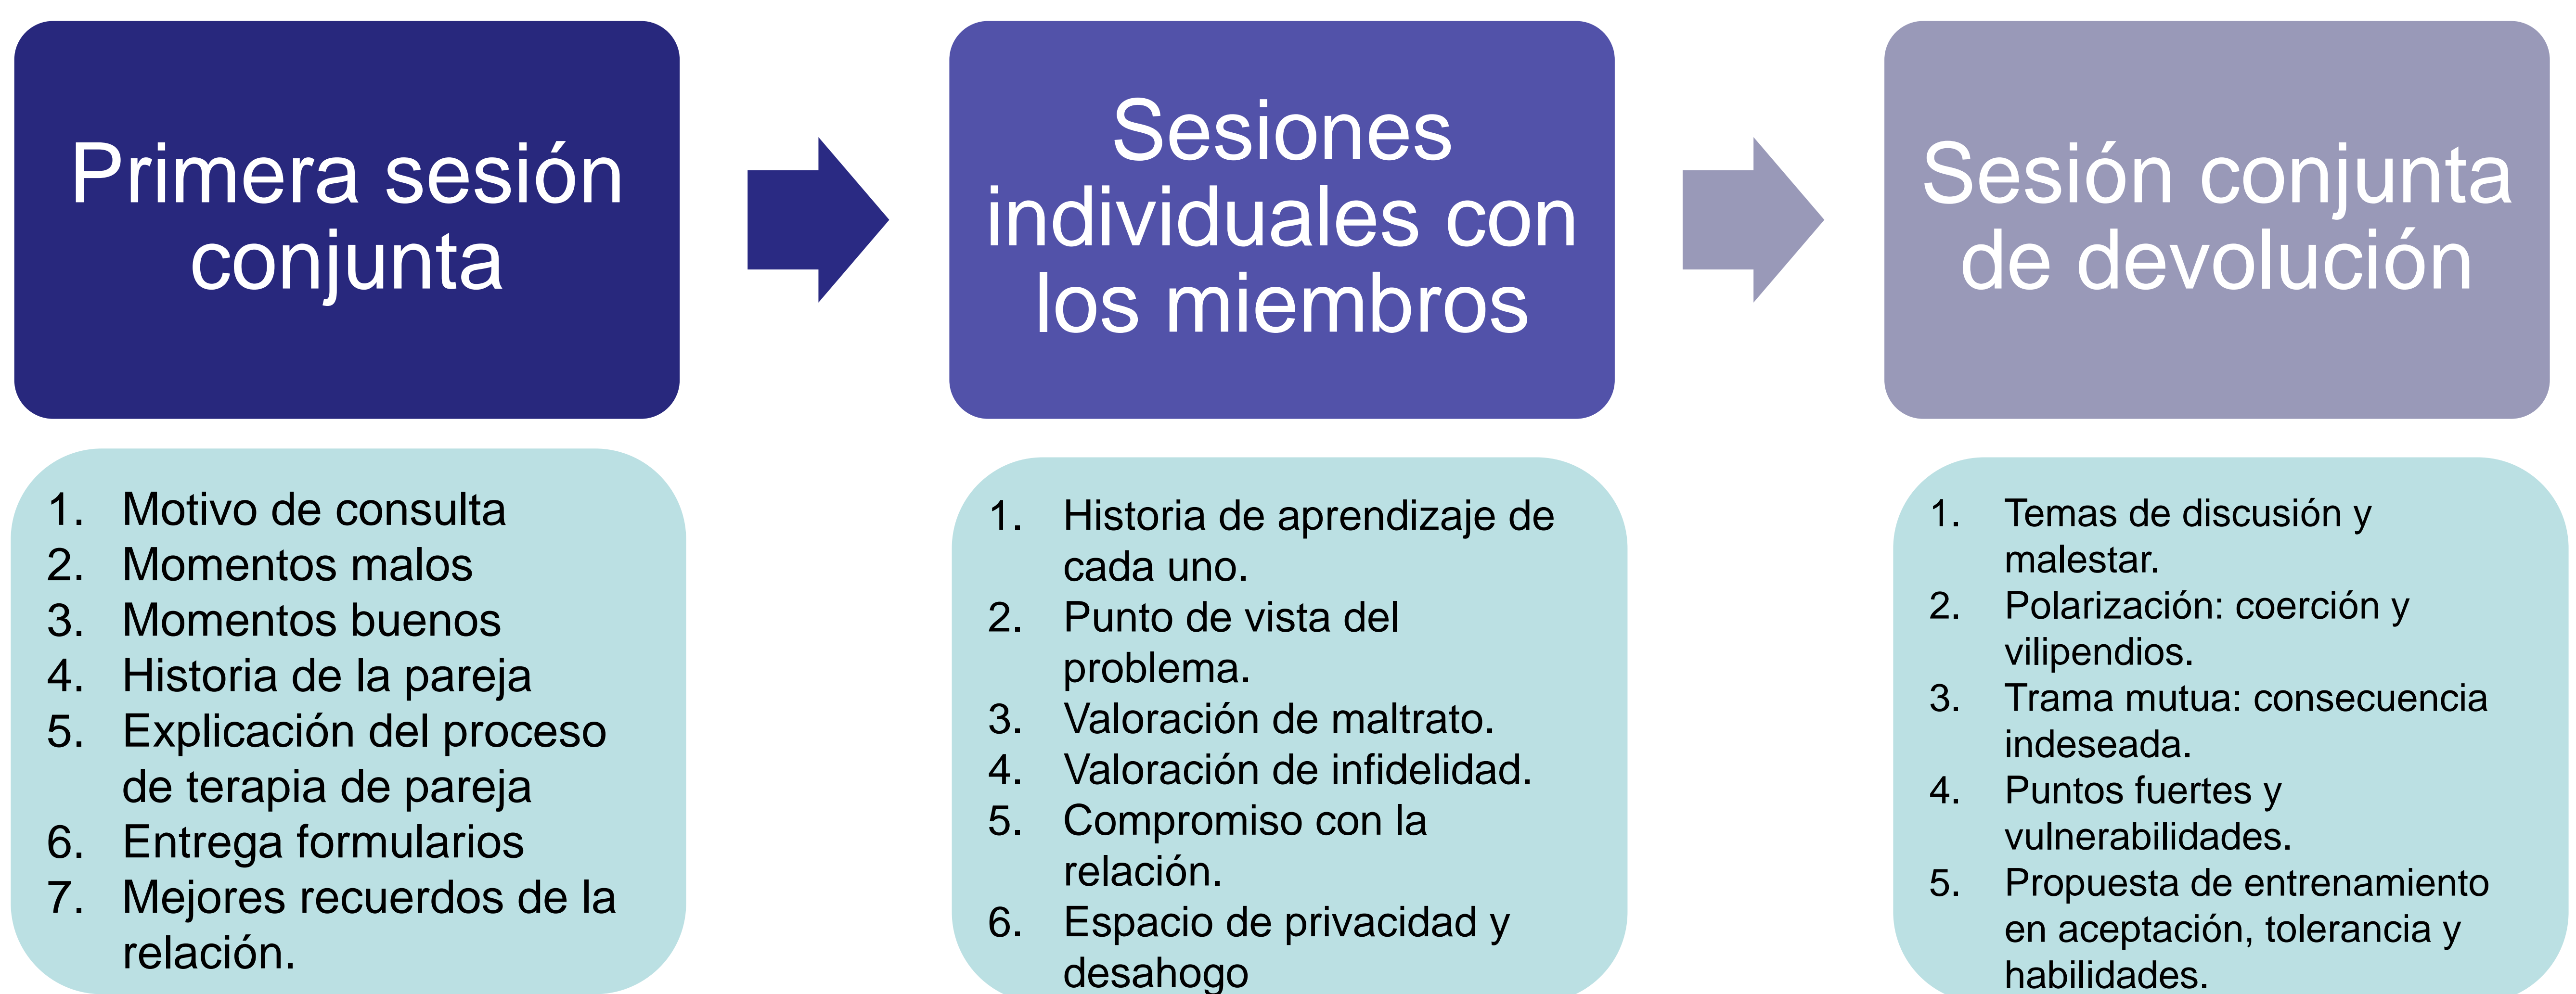 Primera sesión
conjunta
Sesiones
individuales con
los miembros
Sesión conjunta
de devolución
1. Motivo de consulta
2. Momentos malos
3. Momentos buenos
4. Historia de la pareja
5. Explicación del proceso
de terapia de pareja
6. Entrega formularios
7. Mejores recuerdos de la
relación.
1. Historia de aprendizaje de
cada uno.
2. Punto de vista del
problema.
3. Valoración de maltrato.
4. Valoración de infidelidad.
5. Compromiso con la
relación.
6. Espacio de privacidad y
desahogo
1. Temas de discusión y
malestar.
2. Polarización: coerción y
vilipendios.
3. Trama mutua: consecuencia
indeseada.
4. Puntos fuertes y
vulnerabilidades.
5. Propuesta de entrenamiento
en aceptación, tolerancia y
habilidades.